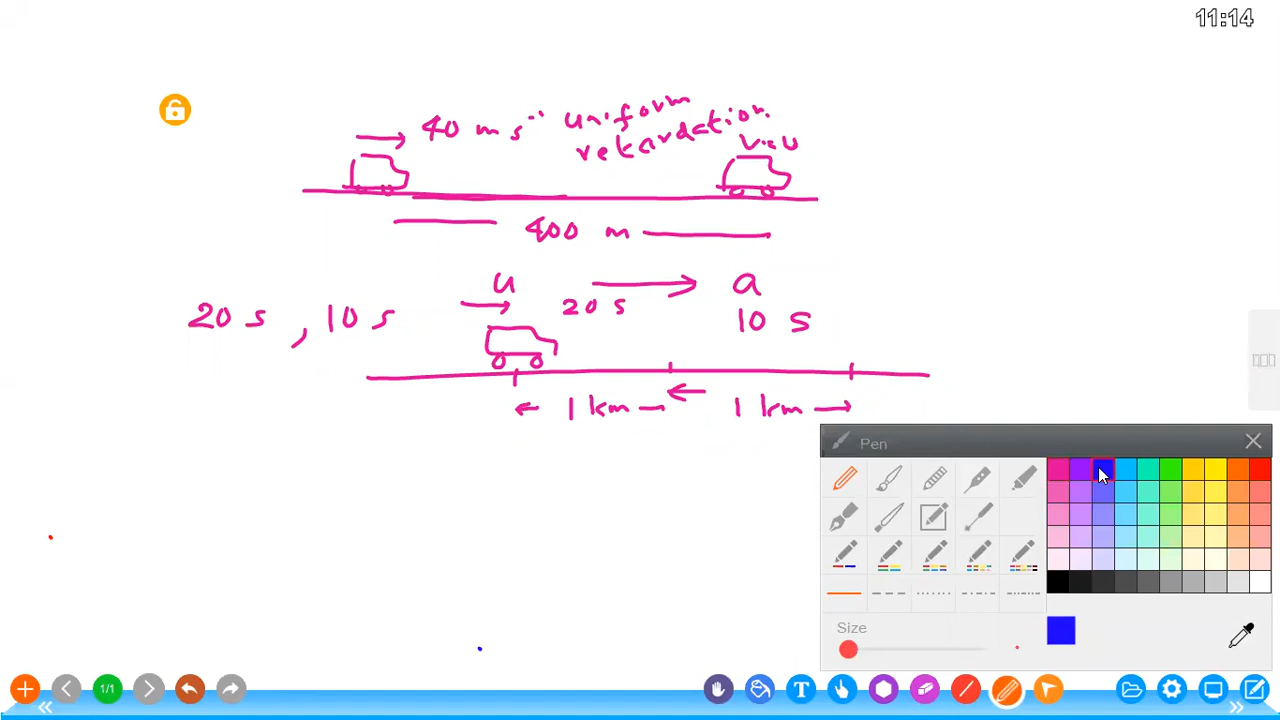 11:14
40 m s⁻¹ uniform
retardation
v=0
400 m
u
a
20 s , 10 s
20 s
10 s
1 km
1 km
Pen
Size
1/1
T